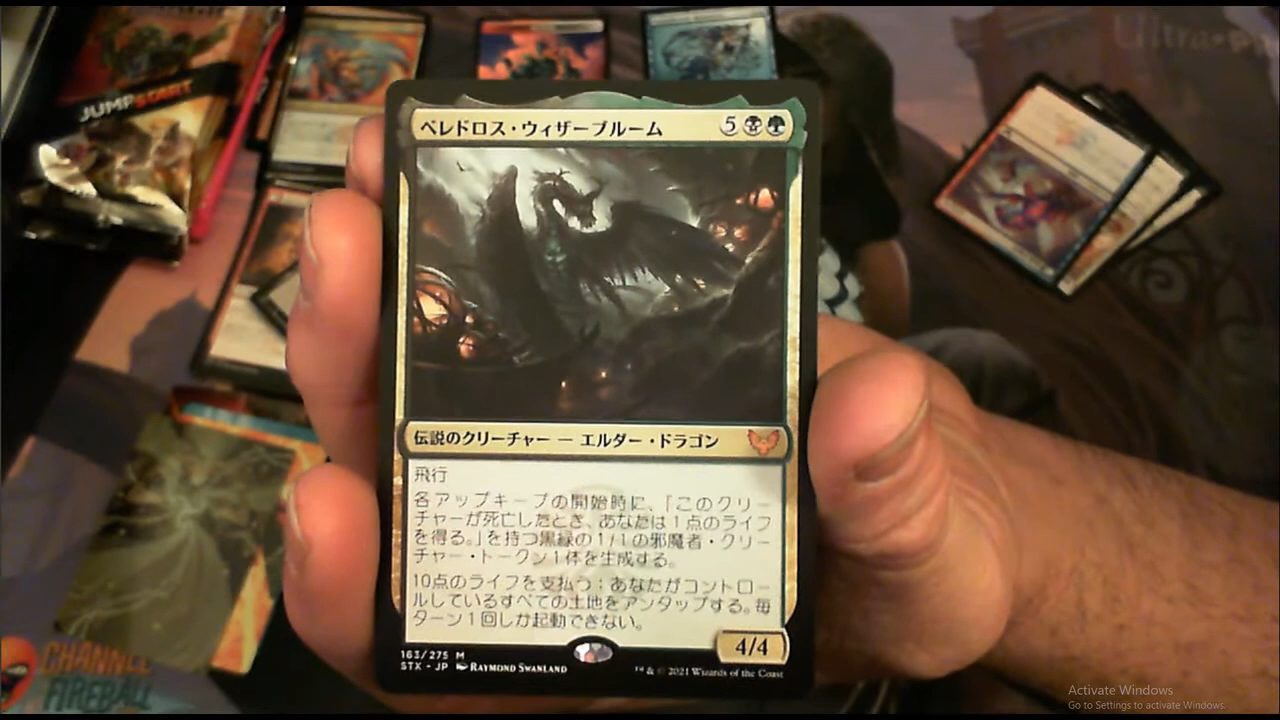 JUMPSTART
Ultra-
ベレドロス・ウィザーブルーム
5
伝説のクリーチャー — エルダー・ドラゴン
飛行
各アップキープの開始時に、「このクリー
チャーが死亡したとき、あなたは1点のライフ
を得る。」を持つ黒緑の1/1の邪魔者・クリー
チャー・トークン1体を生成する。
10点のライフを支払う：あなたがコントロー
ルしているすべての土地をアンタップする。毎
ターン1回しか起動できない。
4/4
163/275 M
STX - JP RAYMOND SWANLAND
™ & © 2021 Wizards of the Coast
CHANNEL
FIREBALL
Activate Windows
Go to Settings to activate Windows.